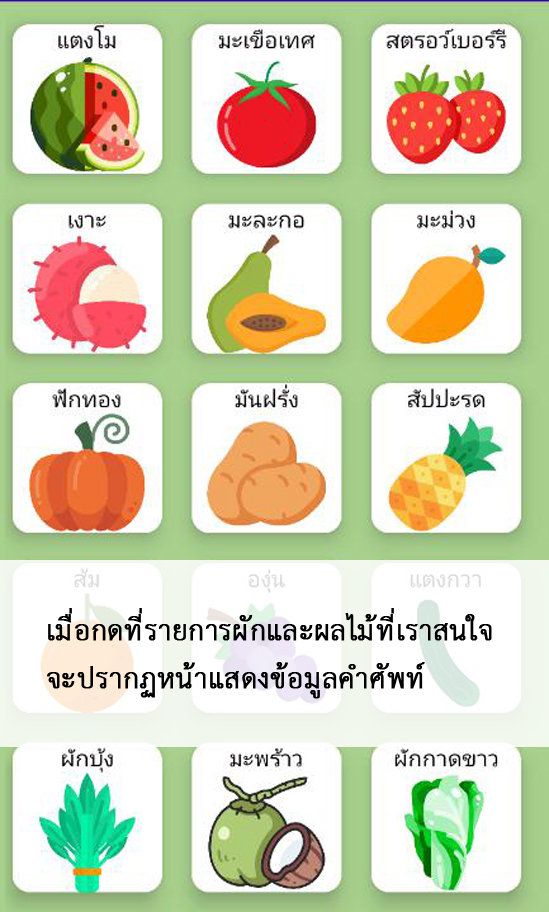 แตงโม มะเขือเทศ สตรอว์เบอร์รี
เงาะ มะละกอ มะม่วง
ฟักทอง มันฝรั่ง สัปปะรด
ส้ม องุ่น แตงกวา
เมื่อกดที่รายการผักและผลไม้ที่เราสนใจ
จะปรากฏหน้าแสดงข้อมูลคำศัพท์
ผักบุ้ง มะพร้าว ผักกาดขาว